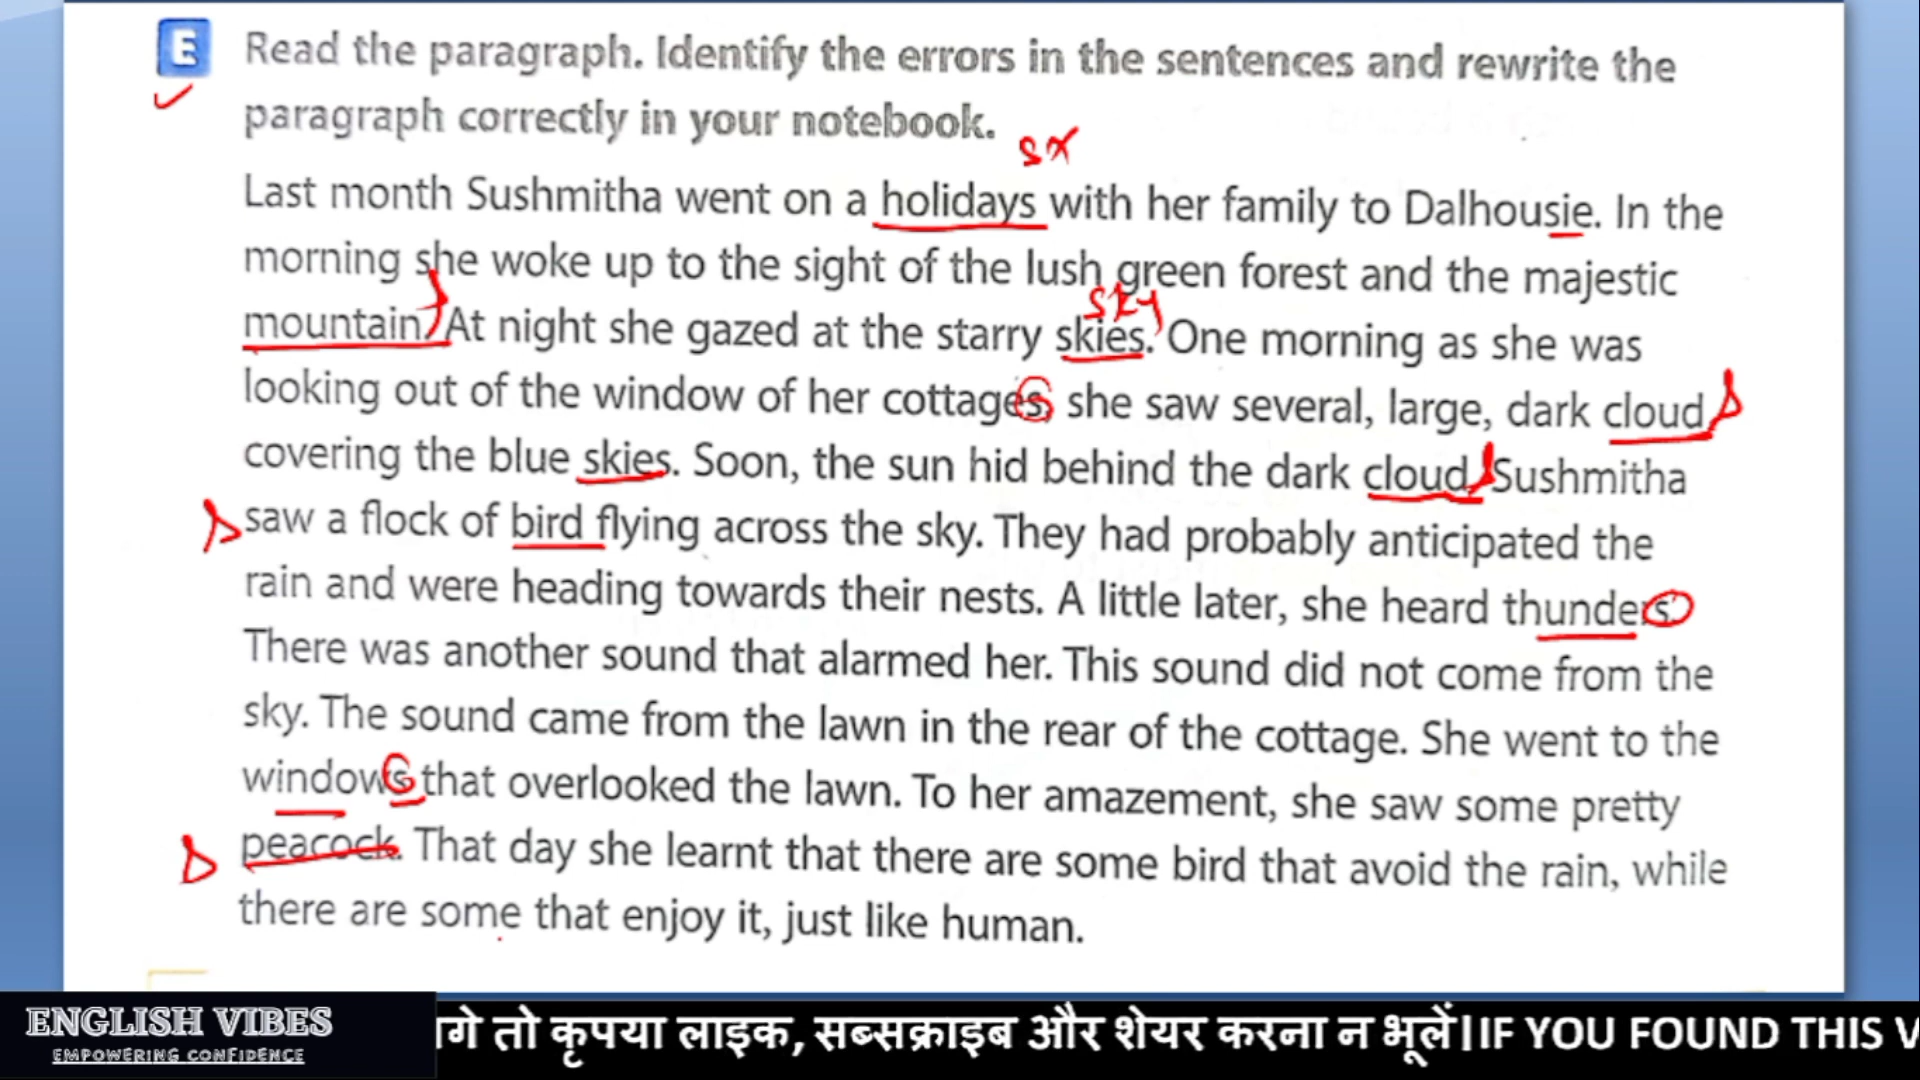 E Read the paragraph. Identify the errors in the sentences and rewrite the
paragraph correctly in your notebook.
s x
Last month Sushmitha went on a holidays with her family to Dalhousie. In the
morning she woke up to the sight of the lush green forest and the majestic
sky
mountain. At night she gazed at the starry skies. One morning as she was
looking out of the window of her cottages, she saw several, large, dark cloud s
covering the blue skies. Soon, the sun hid behind the dark cloud. Sushmitha
s saw a flock of bird flying across the sky. They had probably anticipated the
rain and were heading towards their nests. A little later, she heard thunders.
There was another sound that alarmed her. This sound did not come from the
sky. The sound came from the lawn in the rear of the cottage. She went to the
windows that overlooked the lawn. To her amazement, she saw some pretty
s peacock. That day she learnt that there are some bird that avoid the rain, while
there are some that enjoy it, just like human.
ENGLISH VIBES
EMPOWERING CONFIDENCE
गे तो कृपया लाइक, सब्सक्राइब और शेयर करना न भूलें। IF YOU FOUND THIS V